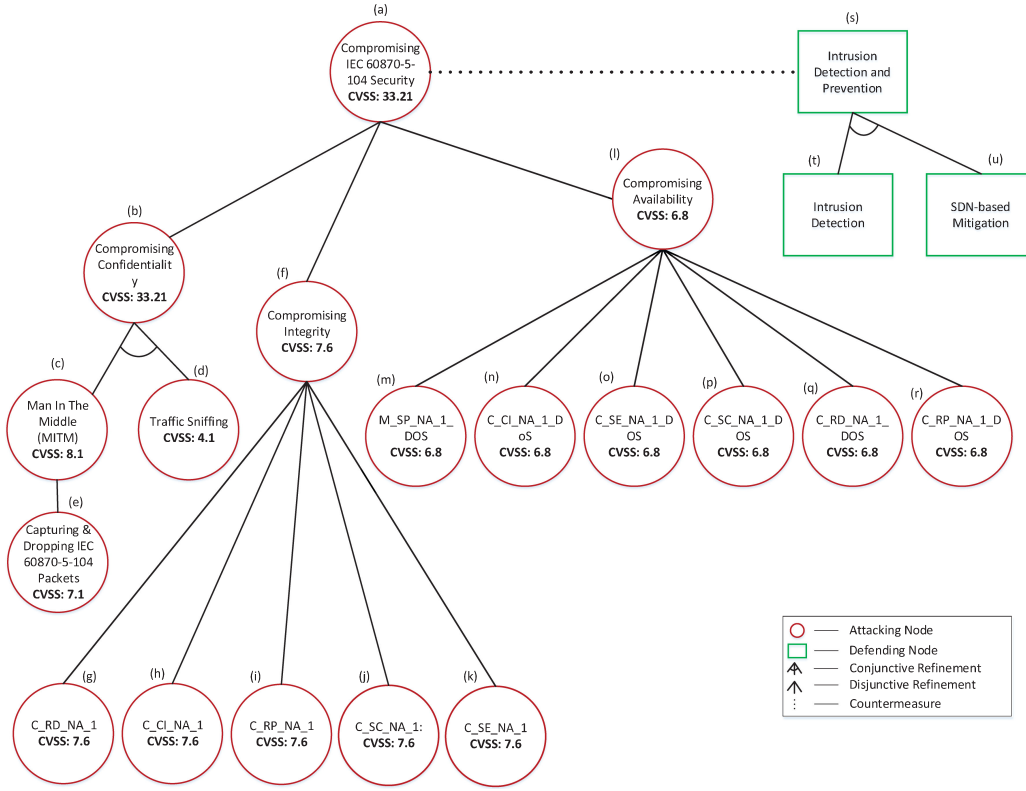 (a)
Compromising
IEC 60870-5-
104 Security
CVSS: 33.21
(s)
Intrusion
Detection and
Prevention
(t)
Intrusion
Detection
(u)
SDN-based
Mitigation
(l)
Compromising
Availability
CVSS: 6.8
(b)
Compromising
Confidentialit
y
CVSS: 33.21
(f)
Compromising
Integrity
CVSS: 7.6
(c)
Man In The
Middle
(MITM)
CVSS: 8.1
(d)
Traffic Sniffing
CVSS: 4.1
(e)
Capturing &
Dropping IEC
60870-5-104
Packets
CVSS: 7.1
(m)
M_SP_NA_1_
DOS
CVSS: 6.8
(n)
C_CI_NA_1_D
oS
CVSS: 6.8
(o)
C_SE_NA_1_D
OS
CVSS: 6.8
(p)
C_SC_NA_1_D
OS
CVSS: 6.8
(q)
C_RD_NA_1_
DOS
CVSS: 6.8
(r)
C_RP_NA_1_D
OS
CVSS: 6.8
(g)
C_RD_NA_1
CVSS: 7.6
(h)
C_CI_NA_1
CVSS: 7.6
(i)
C_RP_NA_1
CVSS: 7.6
(j)
C_SC_NA_1:
CVSS: 7.6
(k)
C_SE_NA_1
CVSS: 7.6
Attacking Node
Defending Node
Conjunctive Refinement
Disjunctive Refinement
Countermeasure